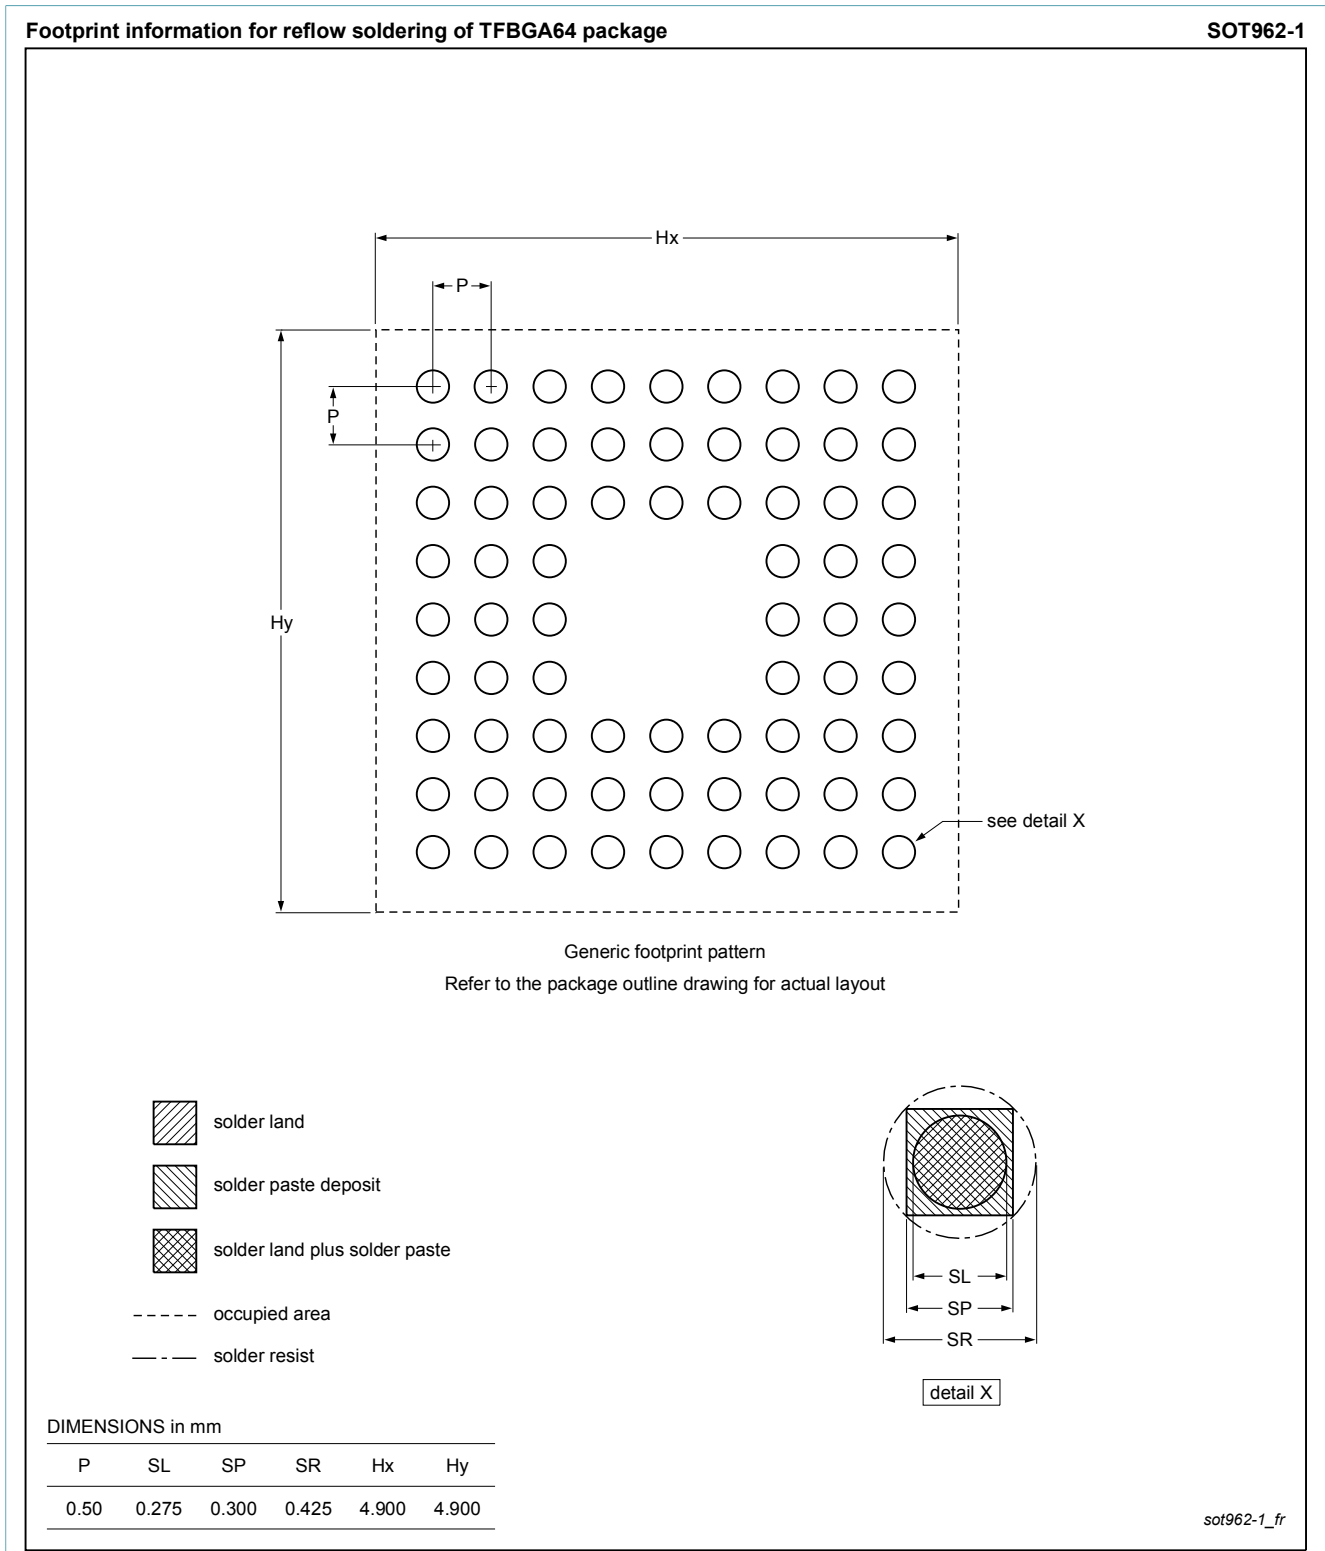 Footprint information for reflow soldering of TFBGA64 package SOT962-1
Hx
P
P
Hy
see detail X
Generic footprint pattern
Refer to the package outline drawing for actual layout
solder land
solder paste deposit
solder land plus solder paste
occupied area
solder resist
SL
SP
SR
detail X
DIMENSIONS in mm
P SL SP SR Hx Hy
0.50 0.275 0.300 0.425 4.900 4.900
sot962-1_fr